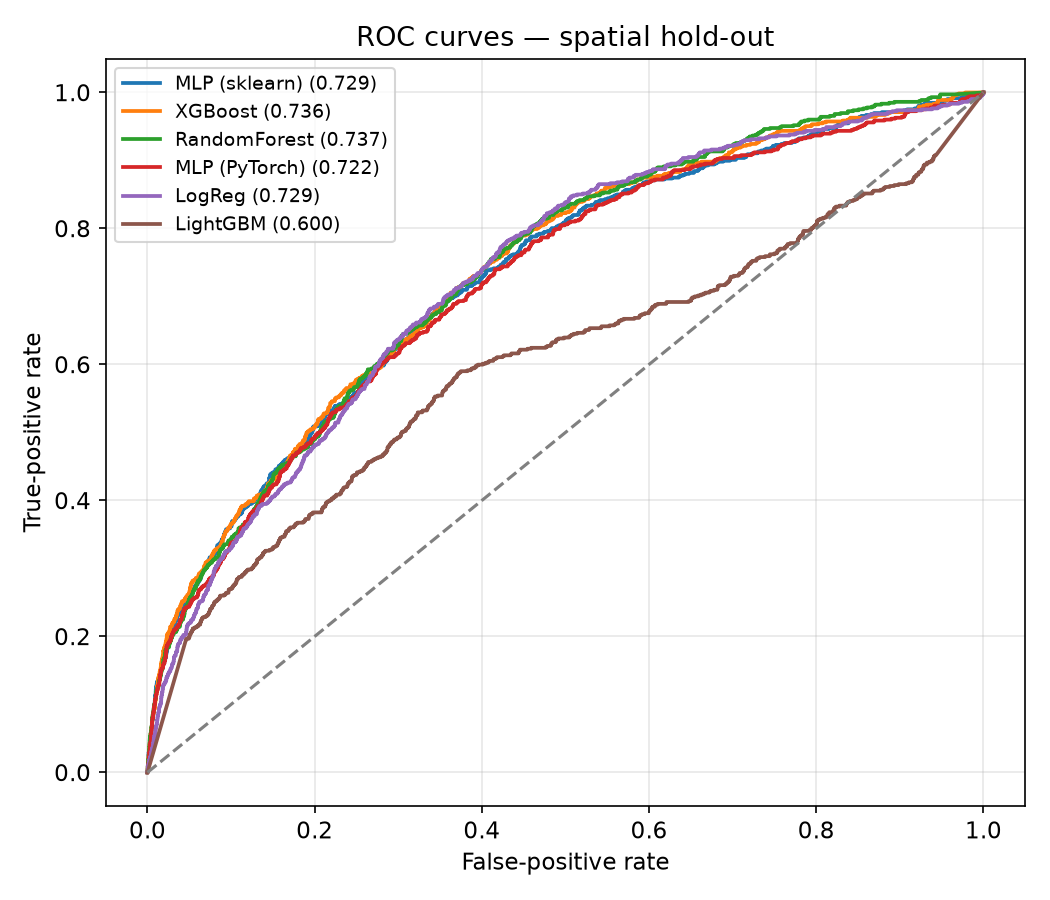 ROC curves — spatial hold-out
MLP (sklearn) (0.729)
XGBoost (0.736)
RandomForest (0.737)
MLP (PyTorch) (0.722)
LogReg (0.729)
LightGBM (0.600)
True-positive rate
1.0
0.8
0.6
0.4
0.2
0.0
0.0 0.2 0.4 0.6 0.8 1.0
False-positive rate